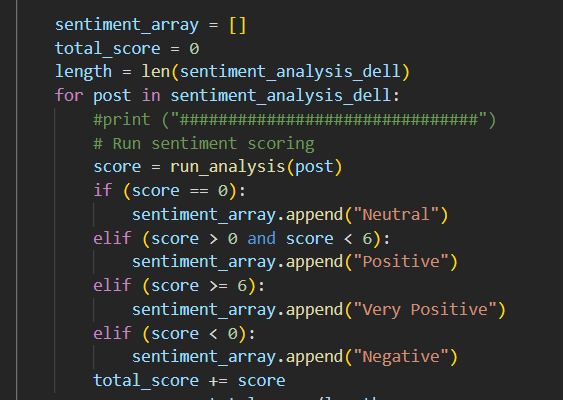 sentiment_array = []
total_score = 0
length = len(sentiment_analysis_dell)
for post in sentiment_analysis_dell:
#print ("###############################")
# Run sentiment scoring
score = run_analysis(post)
if (score == 0):
sentiment_array.append("Neutral")
elif (score > 0 and score < 6):
sentiment_array.append("Positive")
elif (score >= 6):
sentiment_array.append("Very Positive")
elif (score < 0):
sentiment_array.append("Negative")
total_score += score